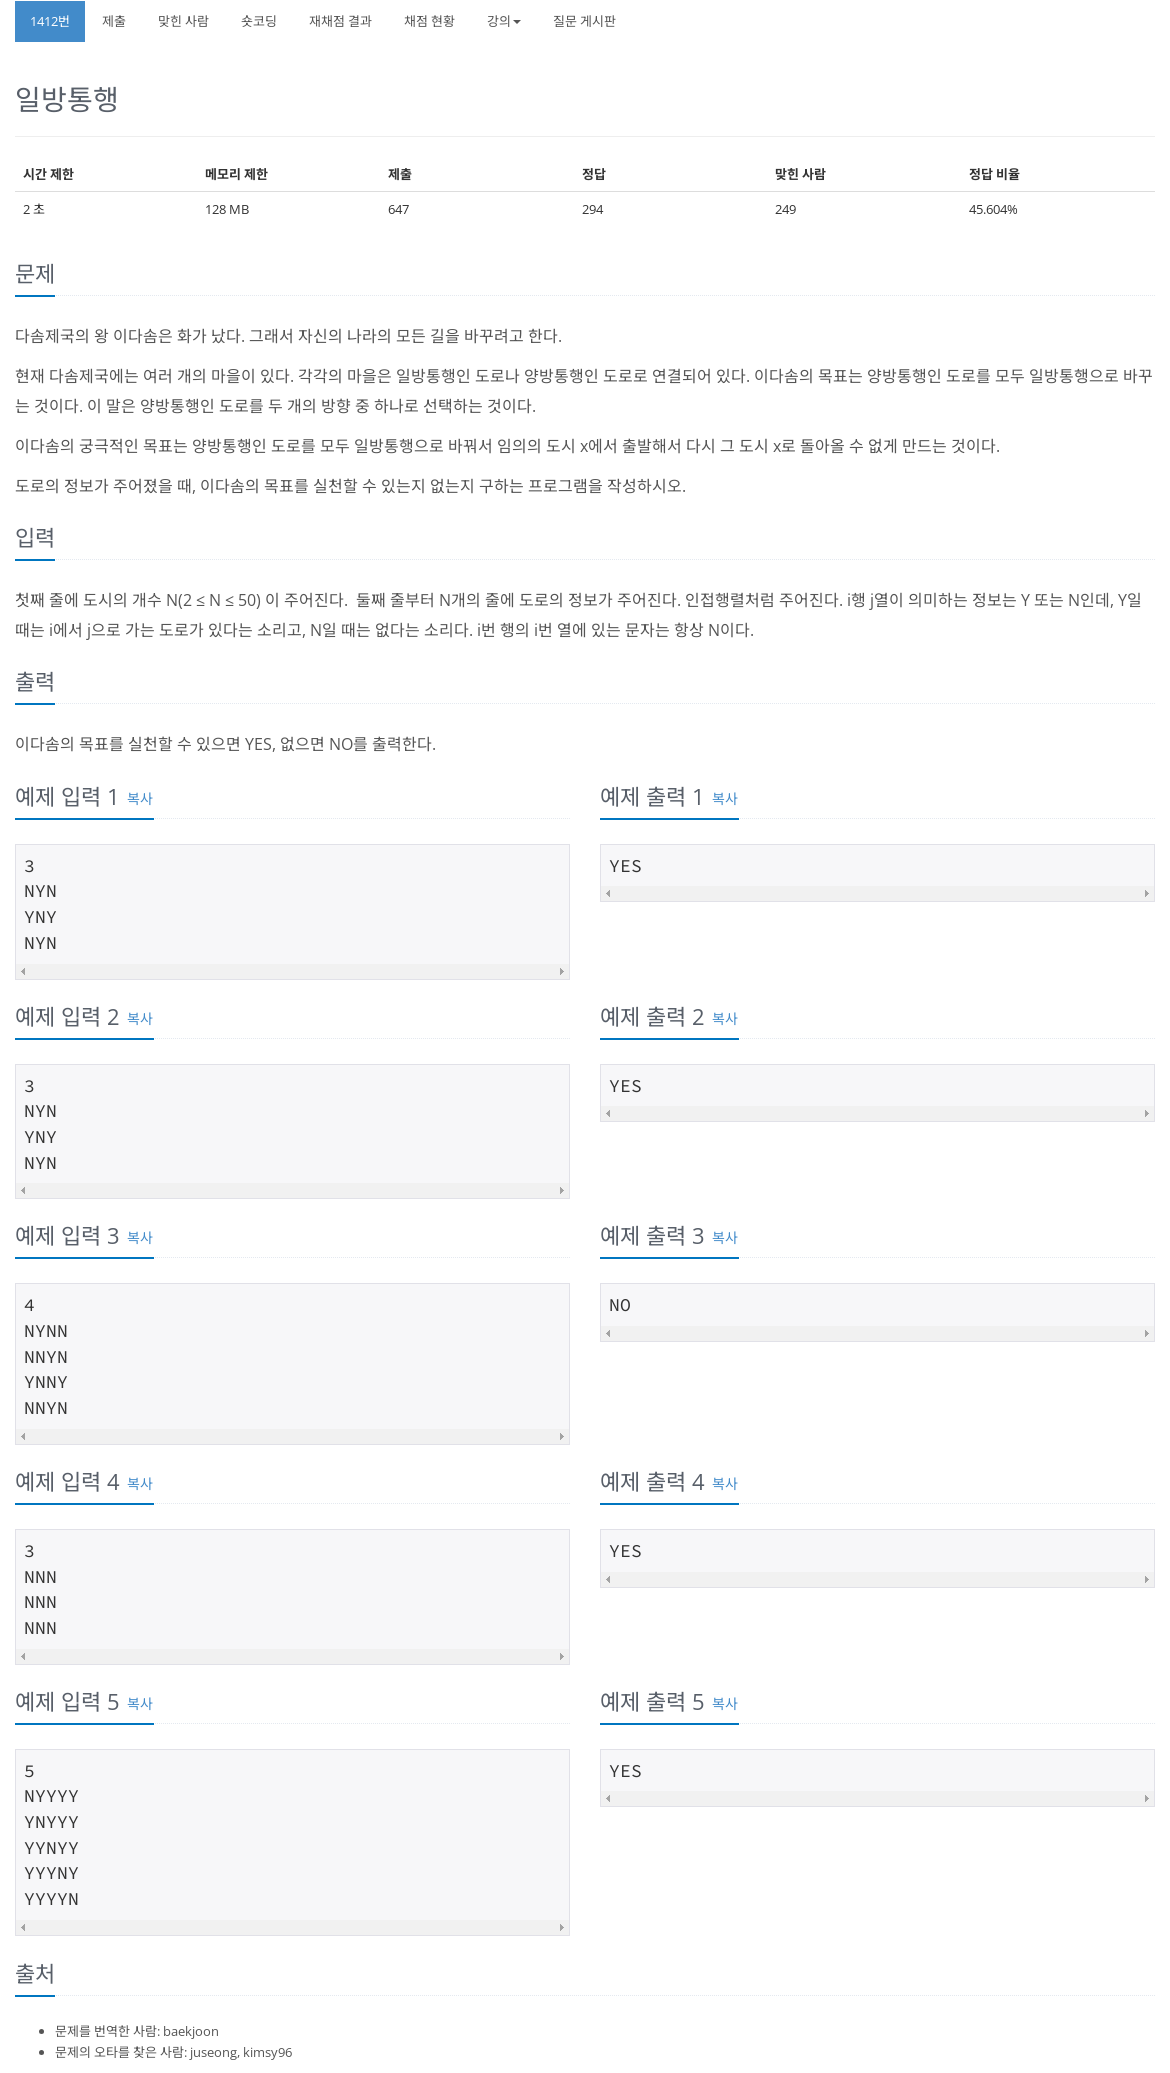 1412번 제출 맞힌 사람 숏코딩 재채점 결과 채점 현황 강의 질문 게시판
일방통행
시간 제한 메모리 제한 제출 정답 맞힌 사람 정답 비율
2 초 128 MB 647 294 249 45.604%
문제
다솜제국의 왕 이다솜은 화가 났다. 그래서 자신의 나라의 모든 길을 바꾸려고 한다.
현재 다솜제국에는 여러 개의 마을이 있다. 각각의 마을은 일방통행인 도로나 양방통행인 도로로 연결되어 있다. 이다솜의 목표는 양방통행인 도로를 모두 일방통행으로 바꾸
는 것이다. 이 말은 양방통행인 도로를 두 개의 방향 중 하나로 선택하는 것이다.
이다솜의 궁극적인 목표는 양방통행인 도로를 모두 일방통행으로 바꿔서 임의의 도시 x에서 출발해서 다시 그 도시 x로 돌아올 수 없게 만드는 것이다.
도로의 정보가 주어졌을 때, 이다솜의 목표를 실천할 수 있는지 없는지 구하는 프로그램을 작성하시오.
입력
첫째 줄에 도시의 개수 N(2 ≤ N ≤ 50) 이 주어진다.  둘째 줄부터 N개의 줄에 도로의 정보가 주어진다. 인접행렬처럼 주어진다. i행 j열이 의미하는 정보는 Y 또는 N인데, Y일
때는 i에서 j으로 가는 도로가 있다는 소리고, N일 때는 없다는 소리다. i번 행의 i번 열에 있는 문자는 항상 N이다.
출력
이다솜의 목표를 실천할 수 있으면 YES, 없으면 NO를 출력한다.
예제 입력 1 복사
3
NYN
YNY
NYN
예제 출력 1 복사
YES
예제 입력 2 복사
3
NYN
YNY
NYN
예제 출력 2 복사
YES
예제 입력 3 복사
4
NYNN
NNYN
YNNY
NNYN
예제 출력 3 복사
NO
예제 입력 4 복사
3
NNN
NNN
NNN
예제 출력 4 복사
YES
예제 입력 5 복사
5
NYYYY
YNYYY
YYNYY
YYYNY
YYYYN
예제 출력 5 복사
YES
출처
문제를 번역한 사람: baekjoon
문제의 오타를 찾은 사람: juseong, kimsy96